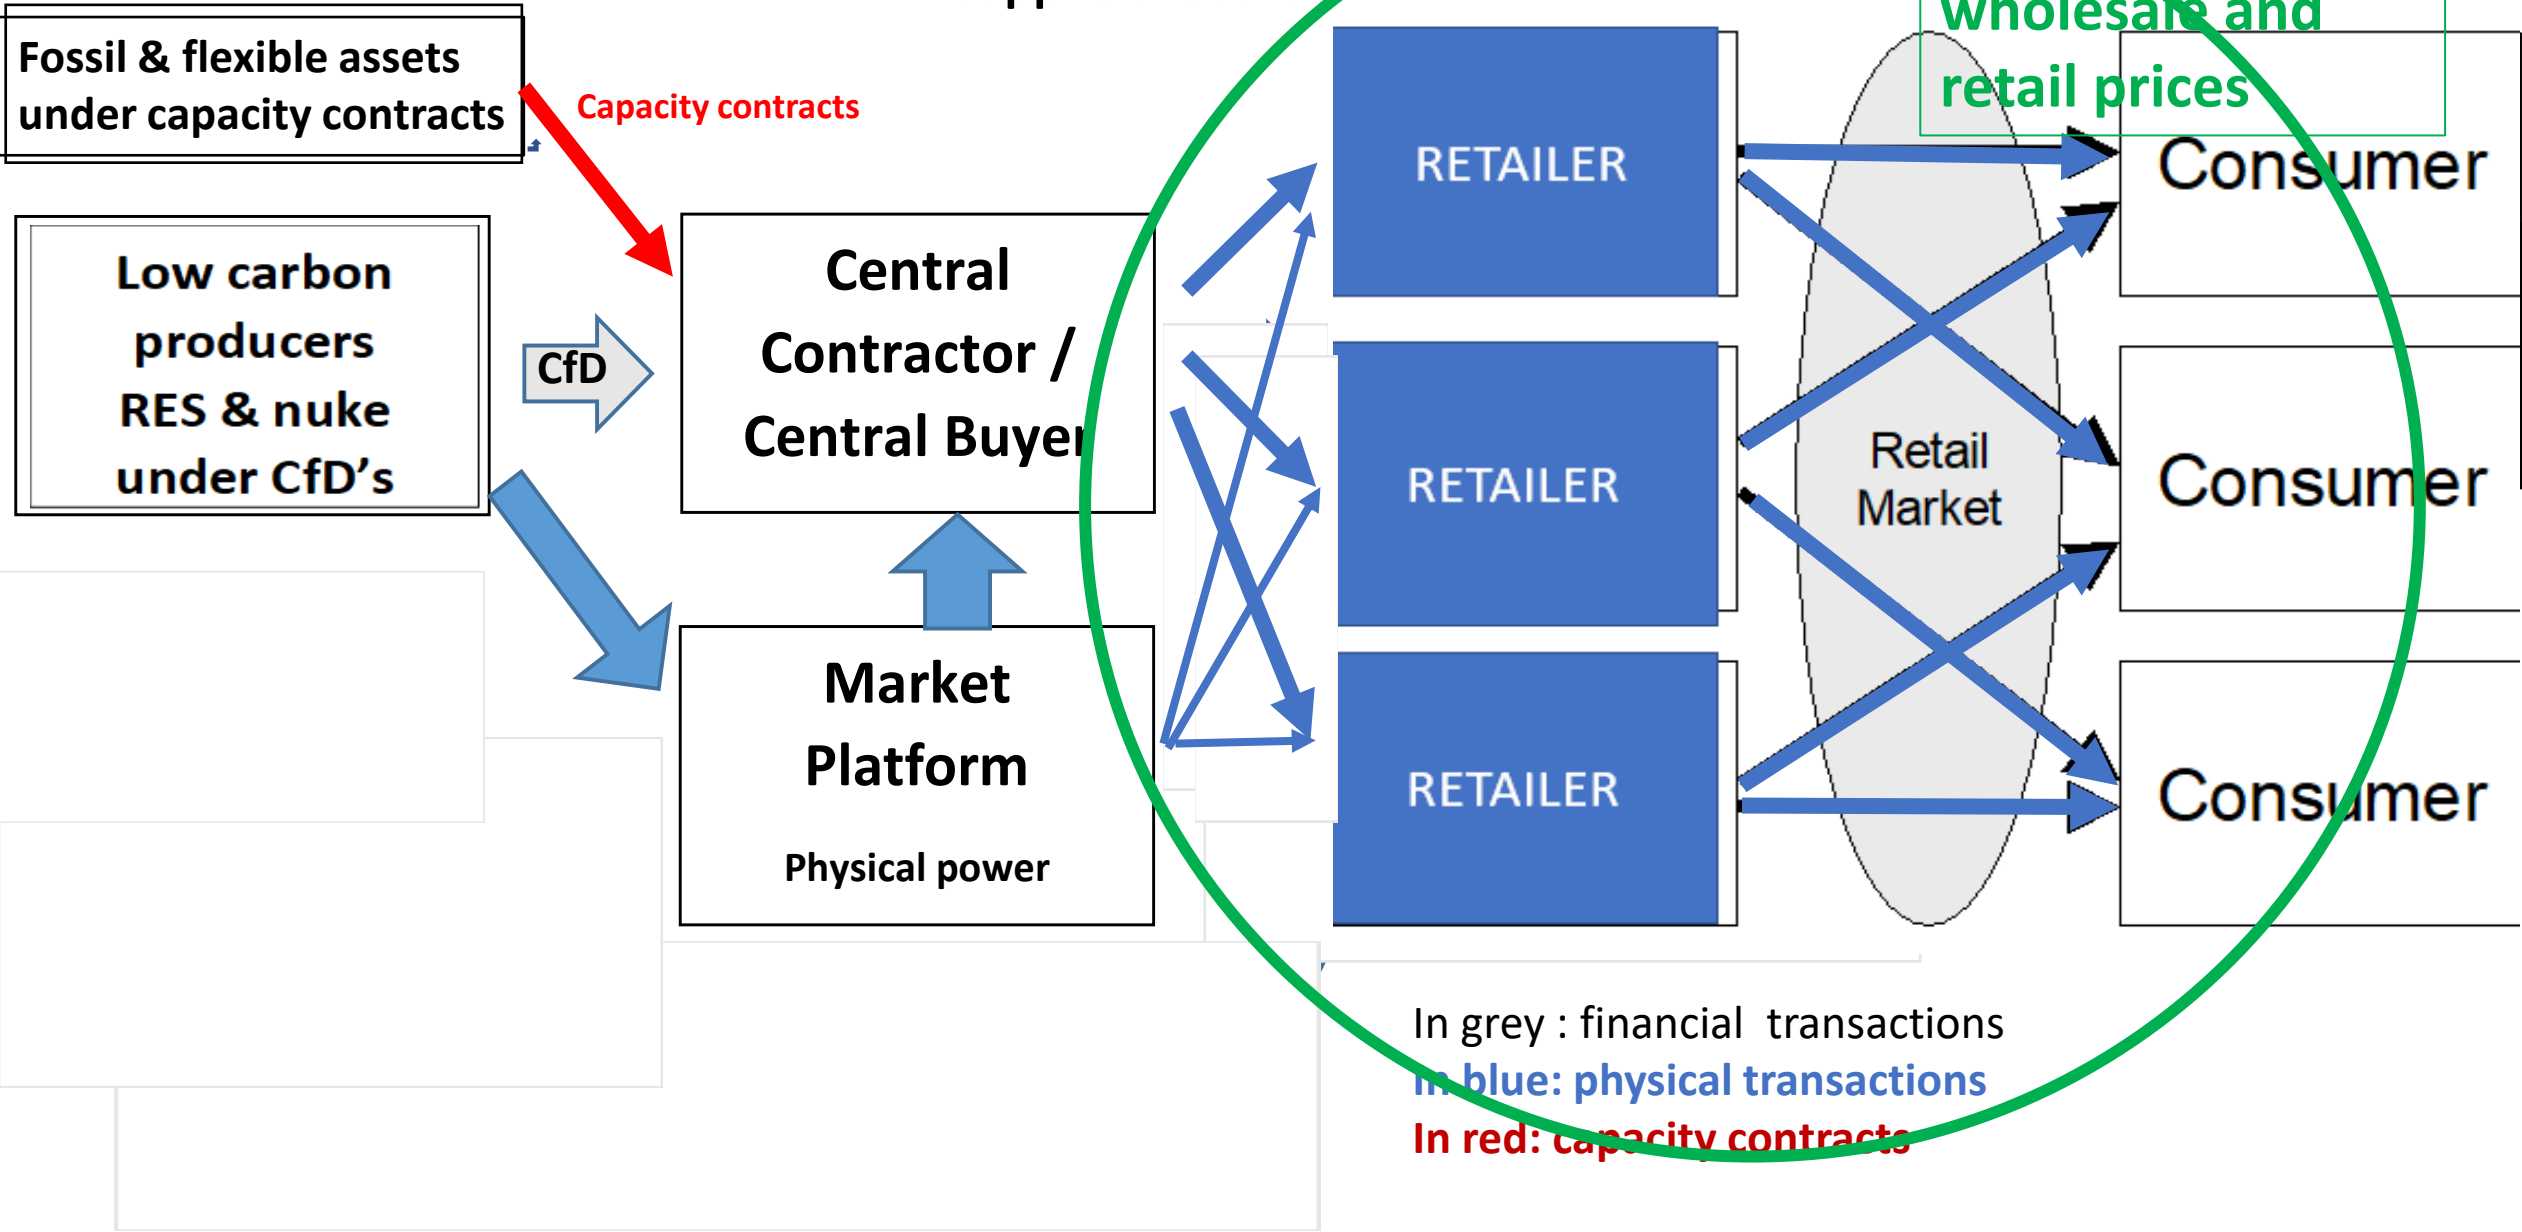 wholesale and
retail prices
Fossil & flexible assets
under capacity contracts
Capacity contracts
Low carbon
producers
RES & nuke
under CfD’s
CfD
Central
Contractor /
Central Buyer
Market
Platform
Physical power
RETAILER
RETAILER
RETAILER
Retail
Market
Consumer
Consumer
Consumer
In grey : financial  transactions
In blue: physical transactions
In red: capacity contracts